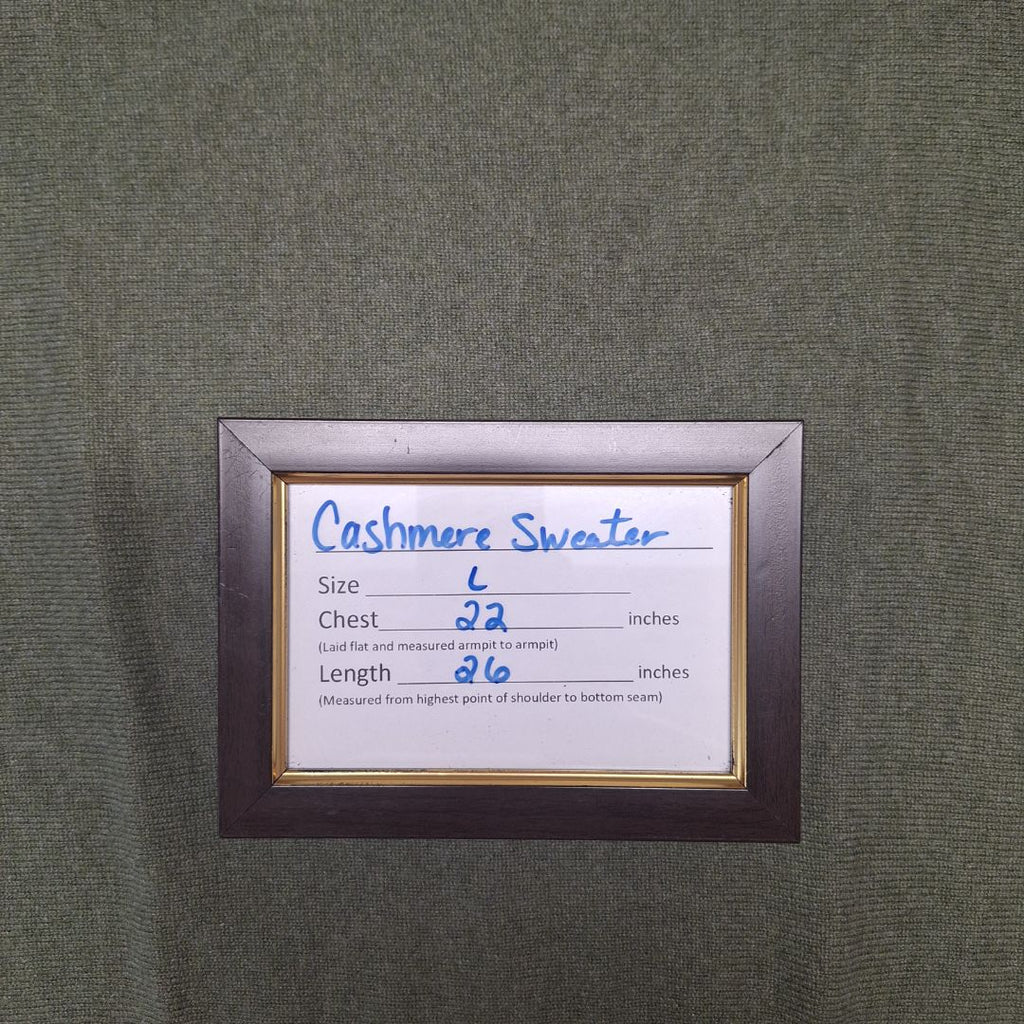 Cashmere Sweater
Size L
Chest 22 inches
(Laid flat and measured armpit to armpit)
Length 26 inches
(Measured from highest point of shoulder to bottom seam)